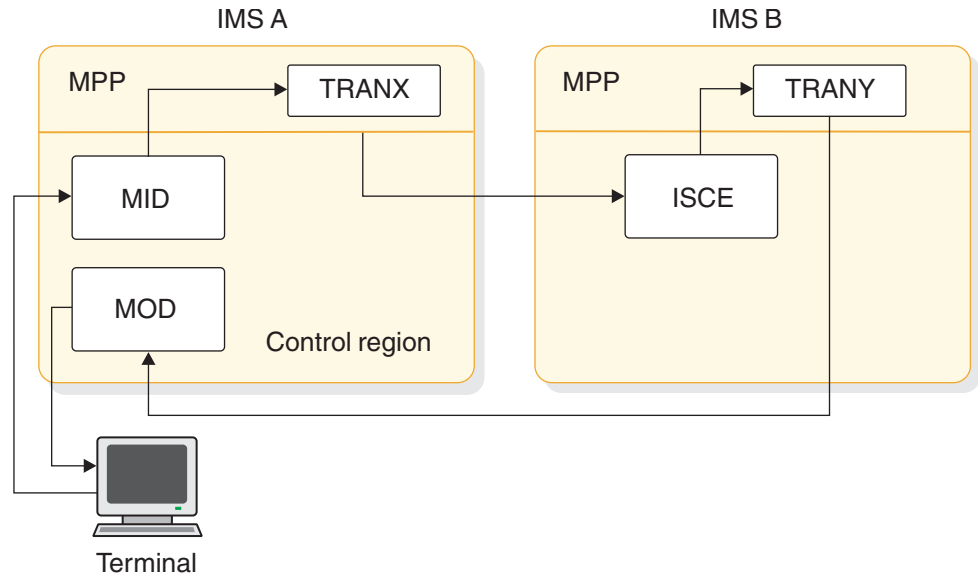 IMS A
IMS B
MPP
TRANX
MPP
TRANY
MID
ISCE
MOD
Control region
Terminal